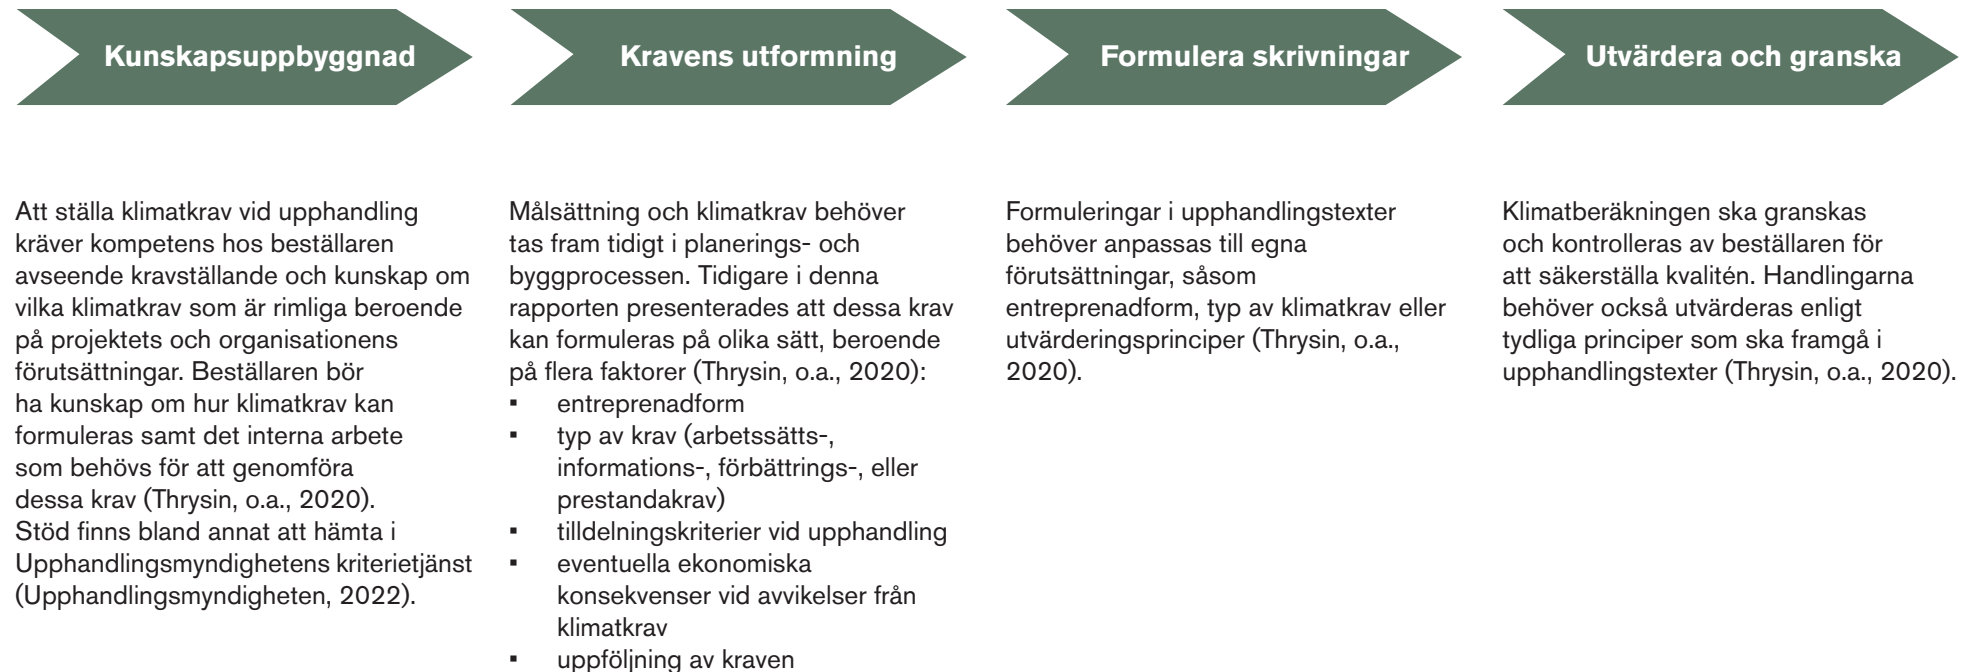 Kunskapsuppbyggnad
Kravens utformning
Formulera skrivningar
Utvärdera och granska
Att ställa klimatkrav vid upphandling
kräver kompetens hos beställaren
avseende kravställande och kunskap om
vilka klimatkrav som är rimliga beroende
på projektets och organisationens
förutsättningar. Beställaren bör
ha kunskap om hur klimatkrav kan
formuleras samt det interna arbete
som behövs för att genomföra
dessa krav (Thrysin, o.a., 2020).
Stöd finns bland annat att hämta i
Upphandlingsmyndighetens kriterietjänst
(Upphandlingsmyndigheten, 2022).
Målsättning och klimatkrav behöver
tas fram tidigt i planerings- och
byggprocessen. Tidigare i denna
rapporten presenterades att dessa krav
kan formuleras på olika sätt, beroende
på flera faktorer (Thrysin, o.a., 2020):
▪ entreprenadform
▪ typ av krav (arbetssätts-,
informations-, förbättrings-, eller
prestandakrav)
▪ tilldelningskriterier vid upphandling
▪ eventuella ekonomiska
konsekvenser vid avvikelser från
klimatkrav
▪ uppföljning av kraven
Formuleringar i upphandlingstexter
behöver anpassas till egna
förutsättningar, såsom
entreprenadform, typ av klimatkrav eller
utvärderingsprinciper (Thrysin, o.a.,
2020).
Klimatberäkningen ska granskas
och kontrolleras av beställaren för
att säkerställa kvalitén. Handlingarna
behöver också utvärderas enligt
tydliga principer som ska framgå i
upphandlingstexter (Thrysin, o.a., 2020).